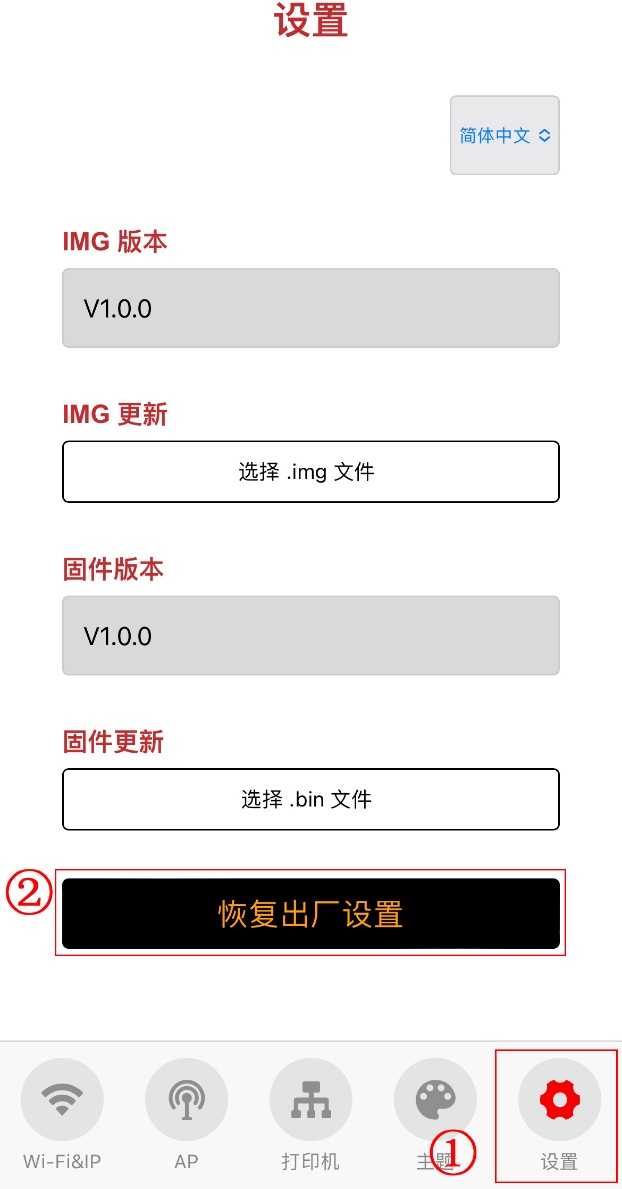 设置
简体中文
IMG 版本
V1.0.0
IMG 更新
选择 .img 文件
固件版本
V1.0.0
固件更新
选择 .bin 文件
②
恢复出厂设置
①
Wi-Fi&IP
AP
打印机
主题
设置